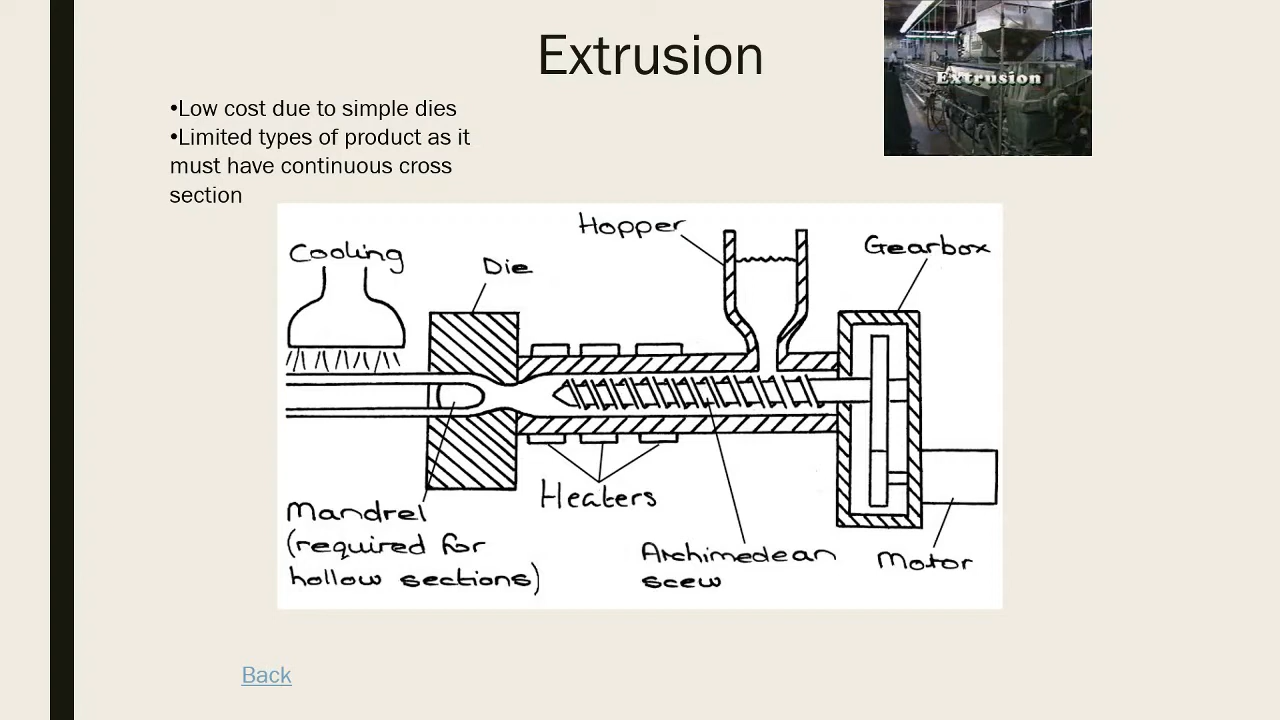 Extrusion
Extrusion
•Low cost due to simple dies
•Limited types of product as it
must have continuous cross
section
Hopper
Gearbox
Cooling
Die
Heaters
Mandrel
(required for
hollow sections)
Archimedean
scew
Motor
Back